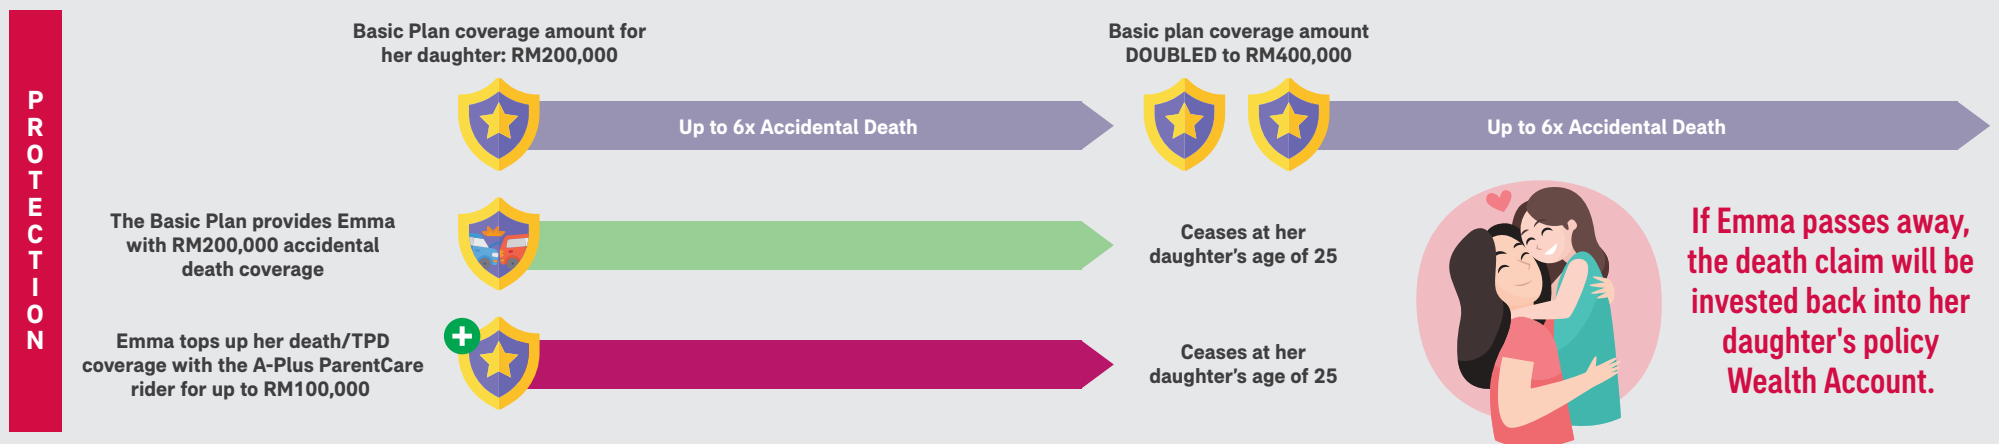 PROTECTION
Basic Plan coverage amount for
her daughter: RM200,000
Up to 6x Accidental Death
Basic plan coverage amount
DOUBLED to RM400,000
Up to 6x Accidental Death
The Basic Plan provides Emma
with RM200,000 accidental
death coverage
Ceases at her
daughter’s age of 25
Emma tops up her death/TPD
coverage with the A-Plus ParentCare
rider for up to RM100,000
Ceases at her
daughter’s age of 25
If Emma passes away,
the death claim will be
invested back into her
daughter's policy
Wealth Account.